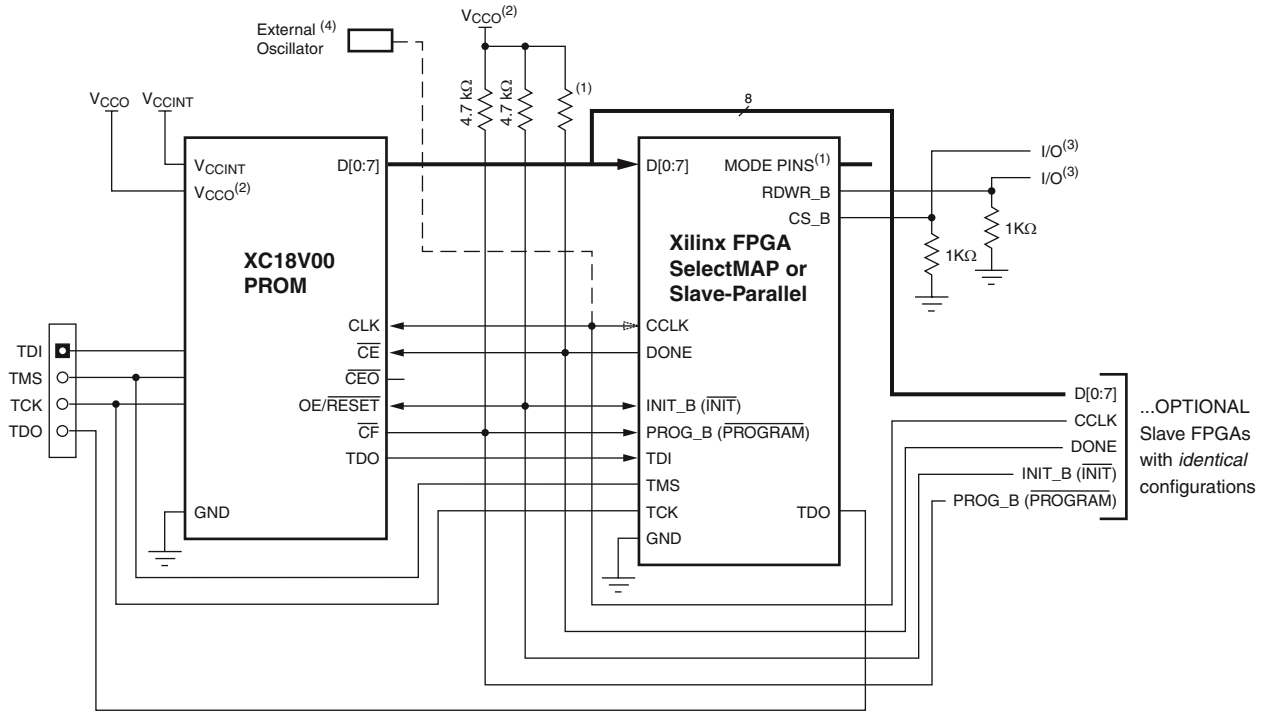 External (4)
Oscillator
VCCO(2)
4.7 kΩ
4.7 kΩ
(1)
8
VCCO VCCINT
VCCINT
VCCO(2)
D[0:7]
XC18V00
PROM
CLK
CE
CEO
OE/RESET
CF
TDO
GND
D[0:7]
MODE PINS(1)
RDWR_B
CS_B
Xilinx FPGA
SelectMAP or
Slave-Parallel
CCLK
DONE
INIT_B (INIT)
PROG_B (PROGRAM)
TDI
TMS
TCK
TDO
GND
I/O(3)
I/O(3)
1KΩ
1KΩ
TDI
TMS
TCK
TDO
D[0:7]
CCLK
DONE
INIT_B (INIT)
PROG_B (PROGRAM)
...OPTIONAL
Slave FPGAs
with identical
configurations